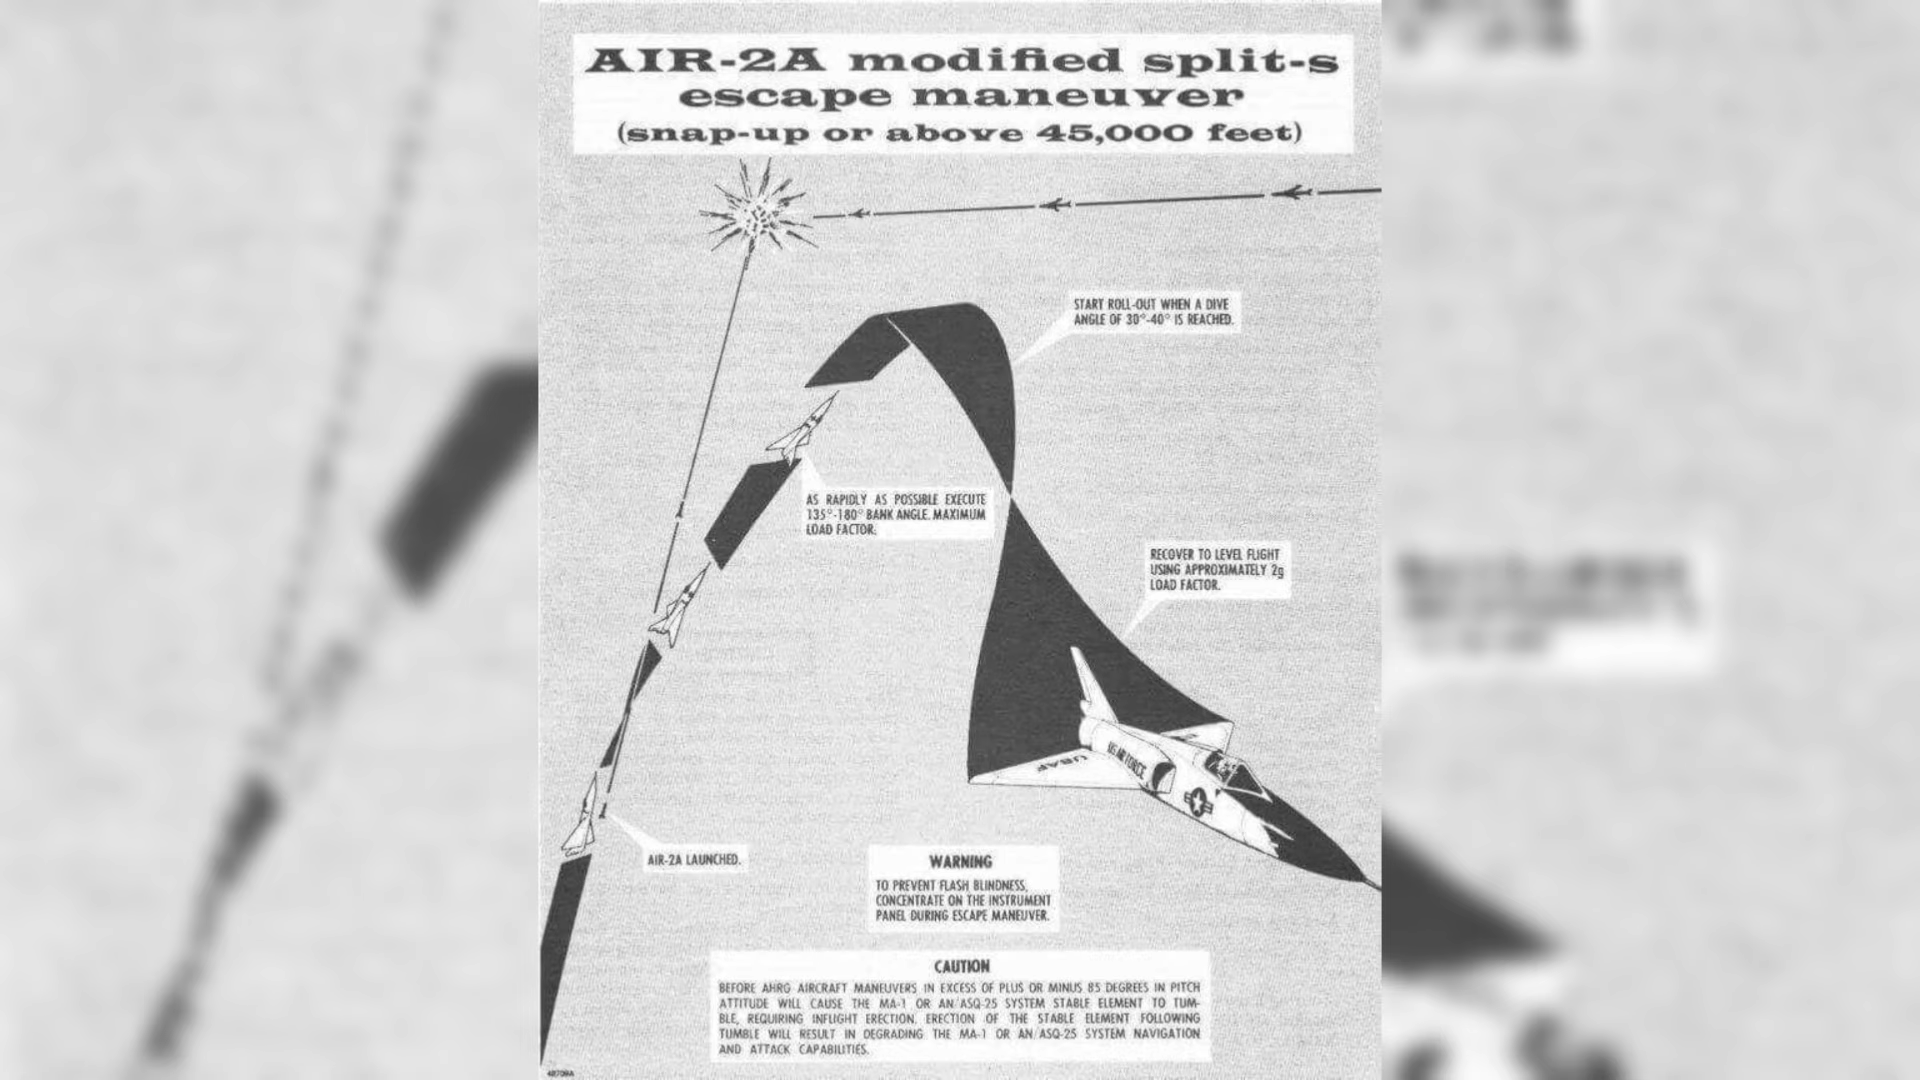 AIR-2A modified split-s
escape maneuver
(snap-up or above 45,000 feet)
START ROLL-OUT WHEN A DIVE
ANGLE OF 30°-40° IS REACHED.
AS RAPIDLY AS POSSIBLE EXECUTE
135°-180° BANK ANGLE. MAXIMUM
LOAD FACTOR.
RECOVER TO LEVEL FLIGHT
USING APPROXIMATELY 2g
LOAD FACTOR.
USAF
US AIR FORCE
AIR-2A LAUNCHED.
WARNING
TO PREVENT FLASH BLINDNESS,
CONCENTRATE ON THE INSTRUMENT
PANEL DURING ESCAPE MANEUVER.
CAUTION
BEFORE AHRG AIRCRAFT MANEUVERS IN EXCESS OF PLUS OR MINUS 85 DEGREES IN PITCH
ATTITUDE WILL CAUSE THE MA-1 OR AN/ASQ-25 SYSTEM STABLE ELEMENT TO TUM-
BLE, REQUIRING INFLIGHT ERECTION. ERECTION OF THE STABLE ELEMENT FOLLOWING
TUMBLE WILL RESULT IN DEGRADING THE MA-1 OR AN/ASQ-25 SYSTEM NAVIGATION
AND ATTACK CAPABILITIES.